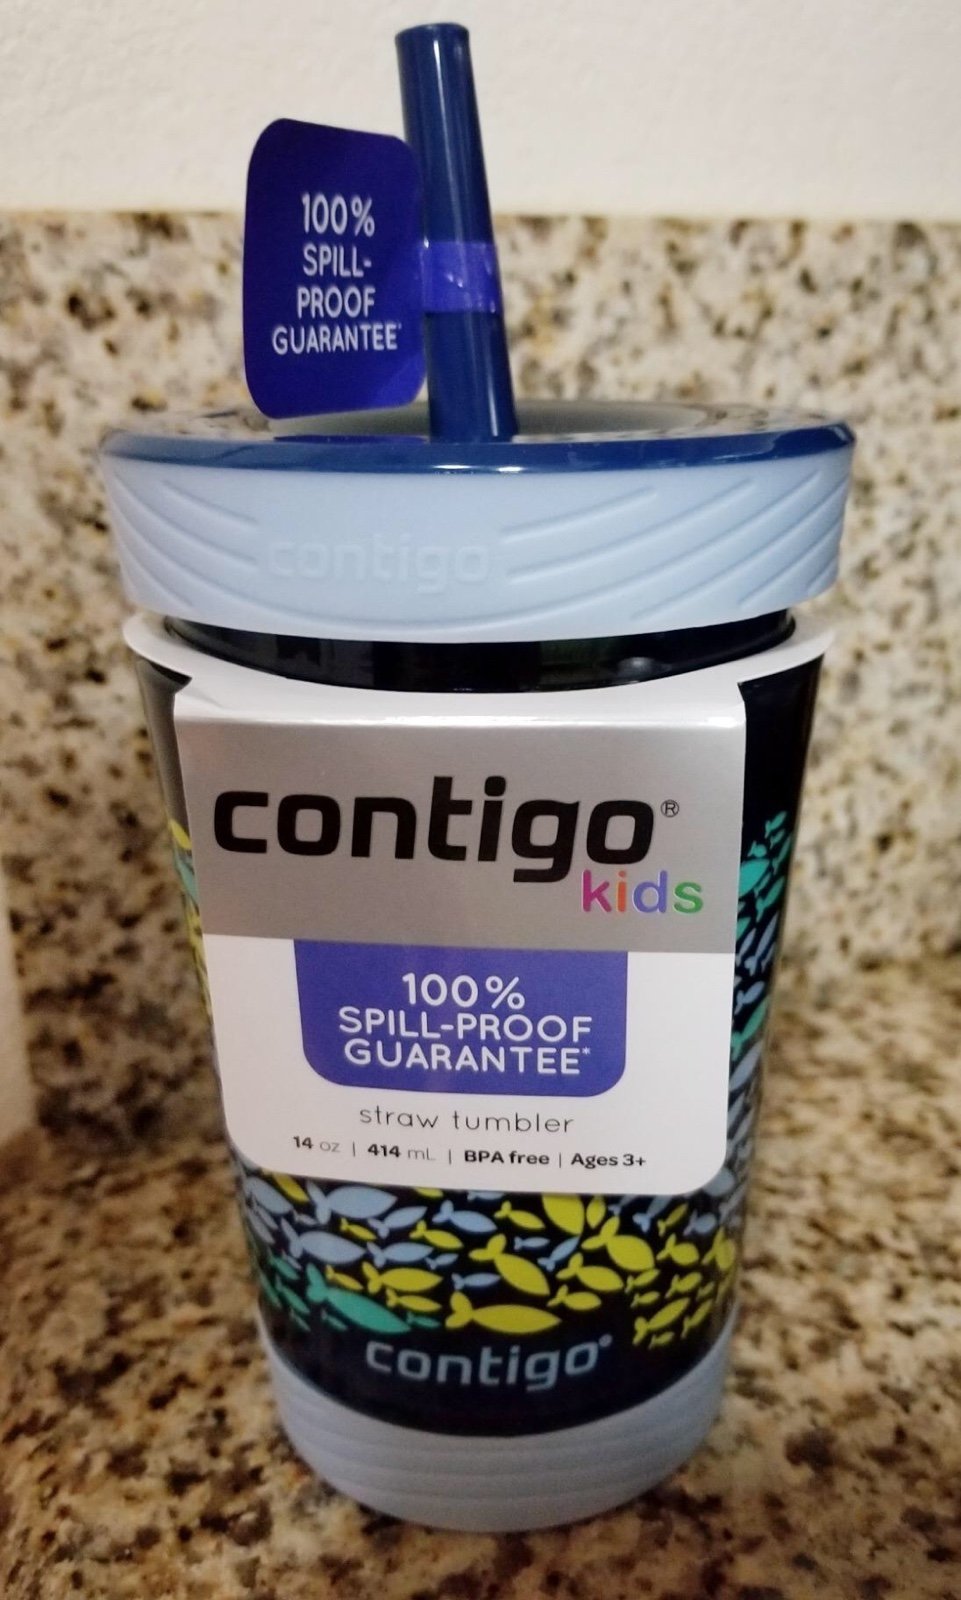 100%
SPILL-
PROOF
GUARANTEE*
contigo
contigo®
kids
100%
SPILL-PROOF
GUARANTEE*
straw tumbler
14 oz | 414 mL | BPA free | Ages 3+
contigo®